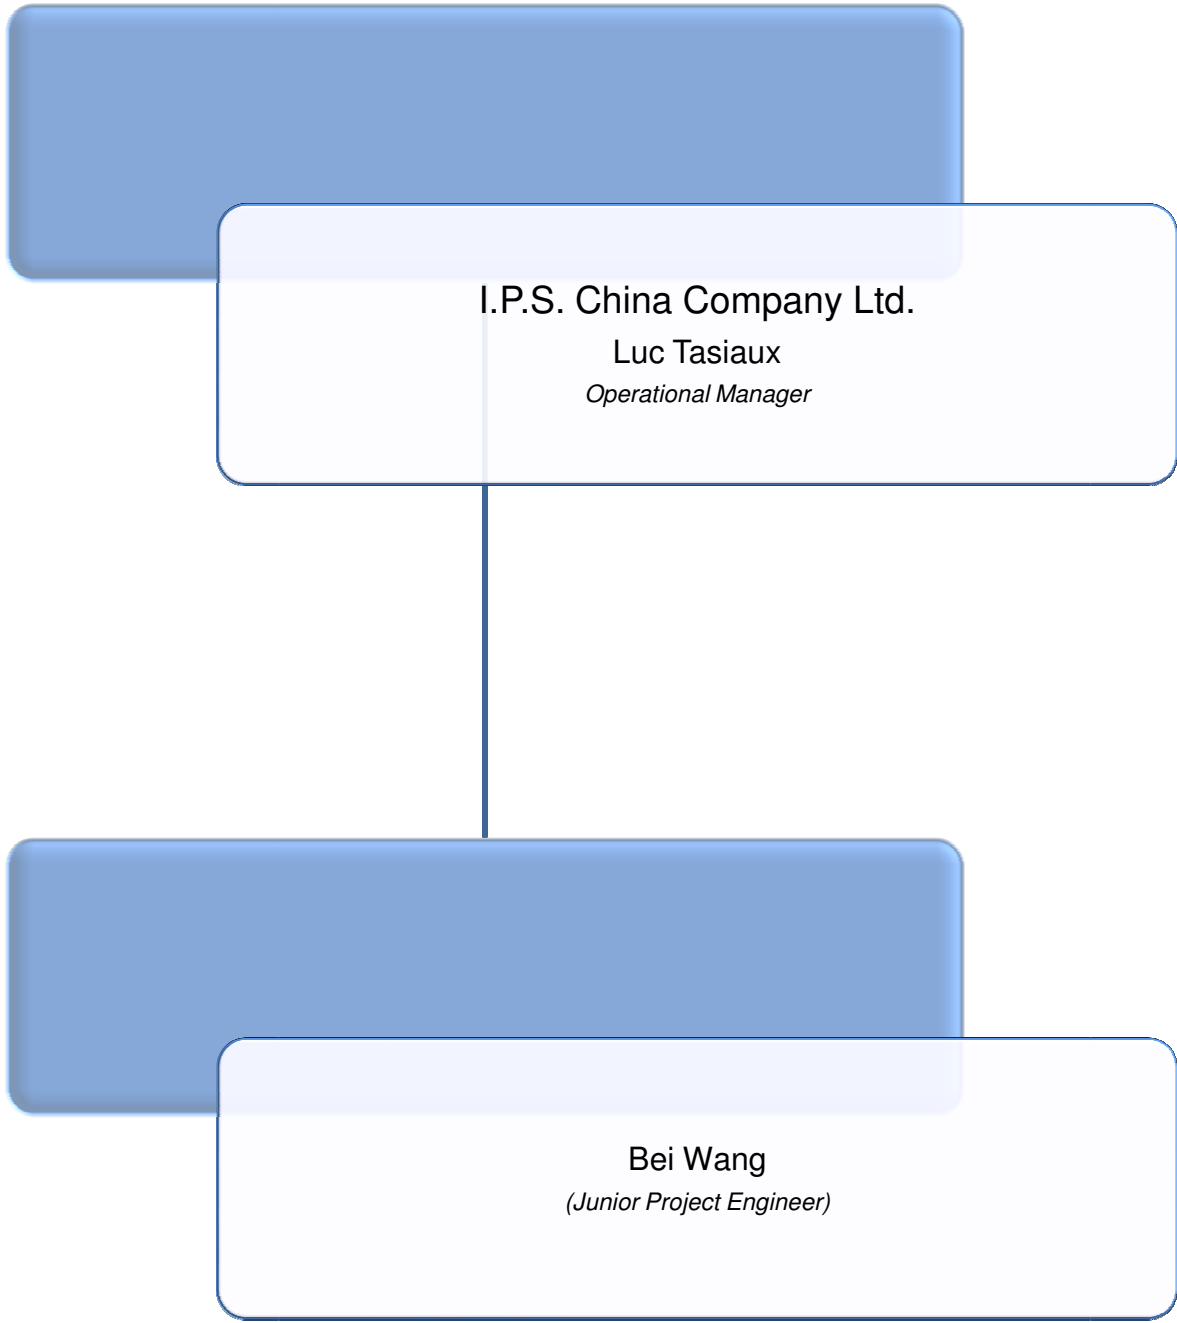 I.P.S. China Company Ltd.
Luc Tasiaux
Operational Manager
Bei Wang
(Junior Project Engineer)